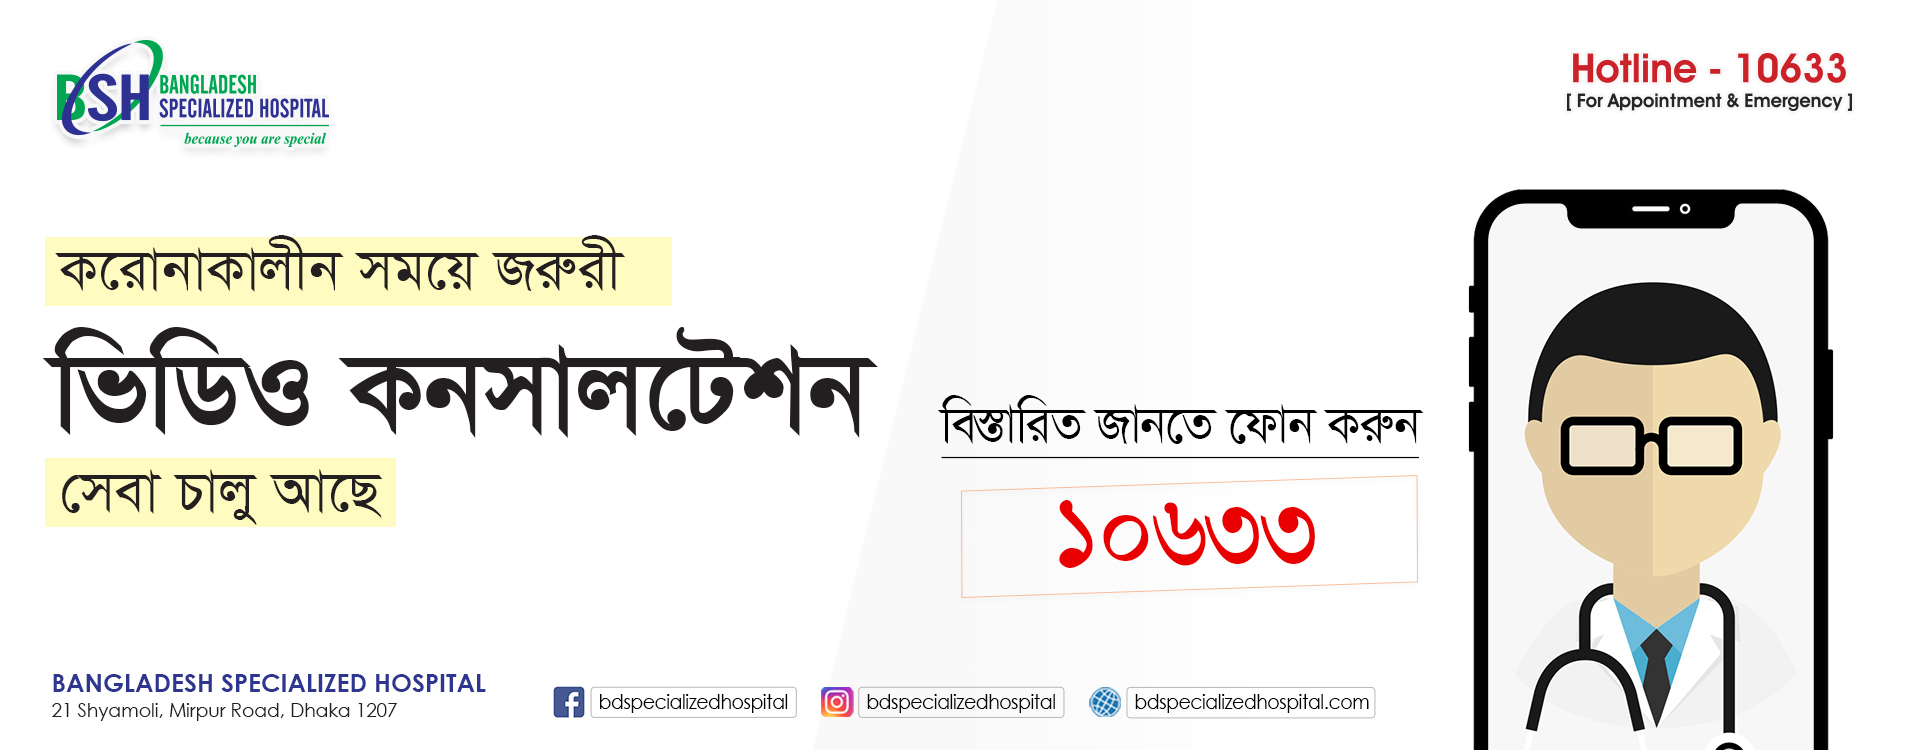 BSH BANGLADESH
SPECIALIZED HOSPITAL
because you are special
Hotline - 10633
[ For Appointment & Emergency ]
করোনাকালীন সময়ে জরুরী
ভিডিও কনসালটেশন
সেবা চালু আছে
বিস্তারিত জানতে ফোন করুন
১০৬৩৩
BANGLADESH SPECIALIZED HOSPITAL
21 Shyamoli, Mirpur Road, Dhaka 1207
bdspecializedhospital
bdspecializedhospital
bdspecializedhospital.com